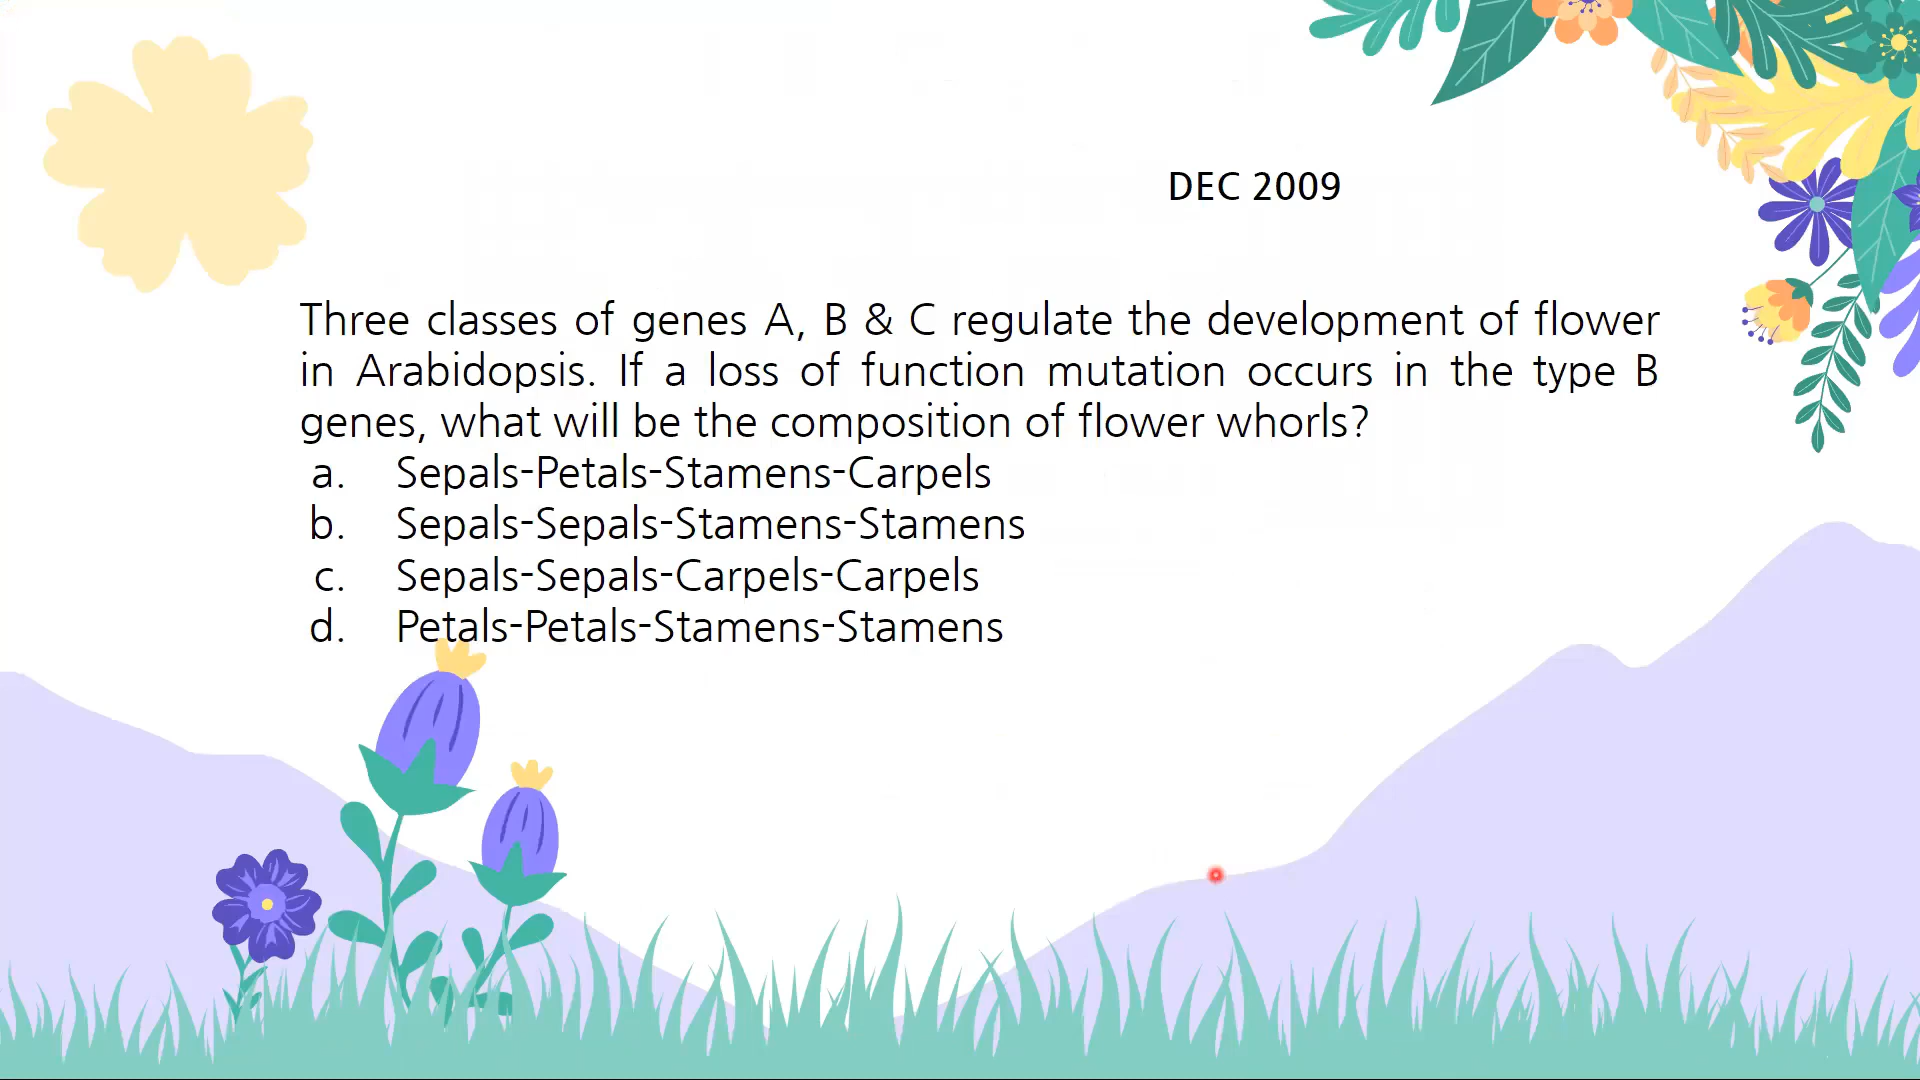 DEC 2009
Three classes of genes A, B & C regulate the development of flower
in Arabidopsis. If a loss of function mutation occurs in the type B
genes, what will be the composition of flower whorls?
a. Sepals-Petals-Stamens-Carpels
b. Sepals-Sepals-Stamens-Stamens
c. Sepals-Sepals-Carpels-Carpels
d. Petals-Petals-Stamens-Stamens